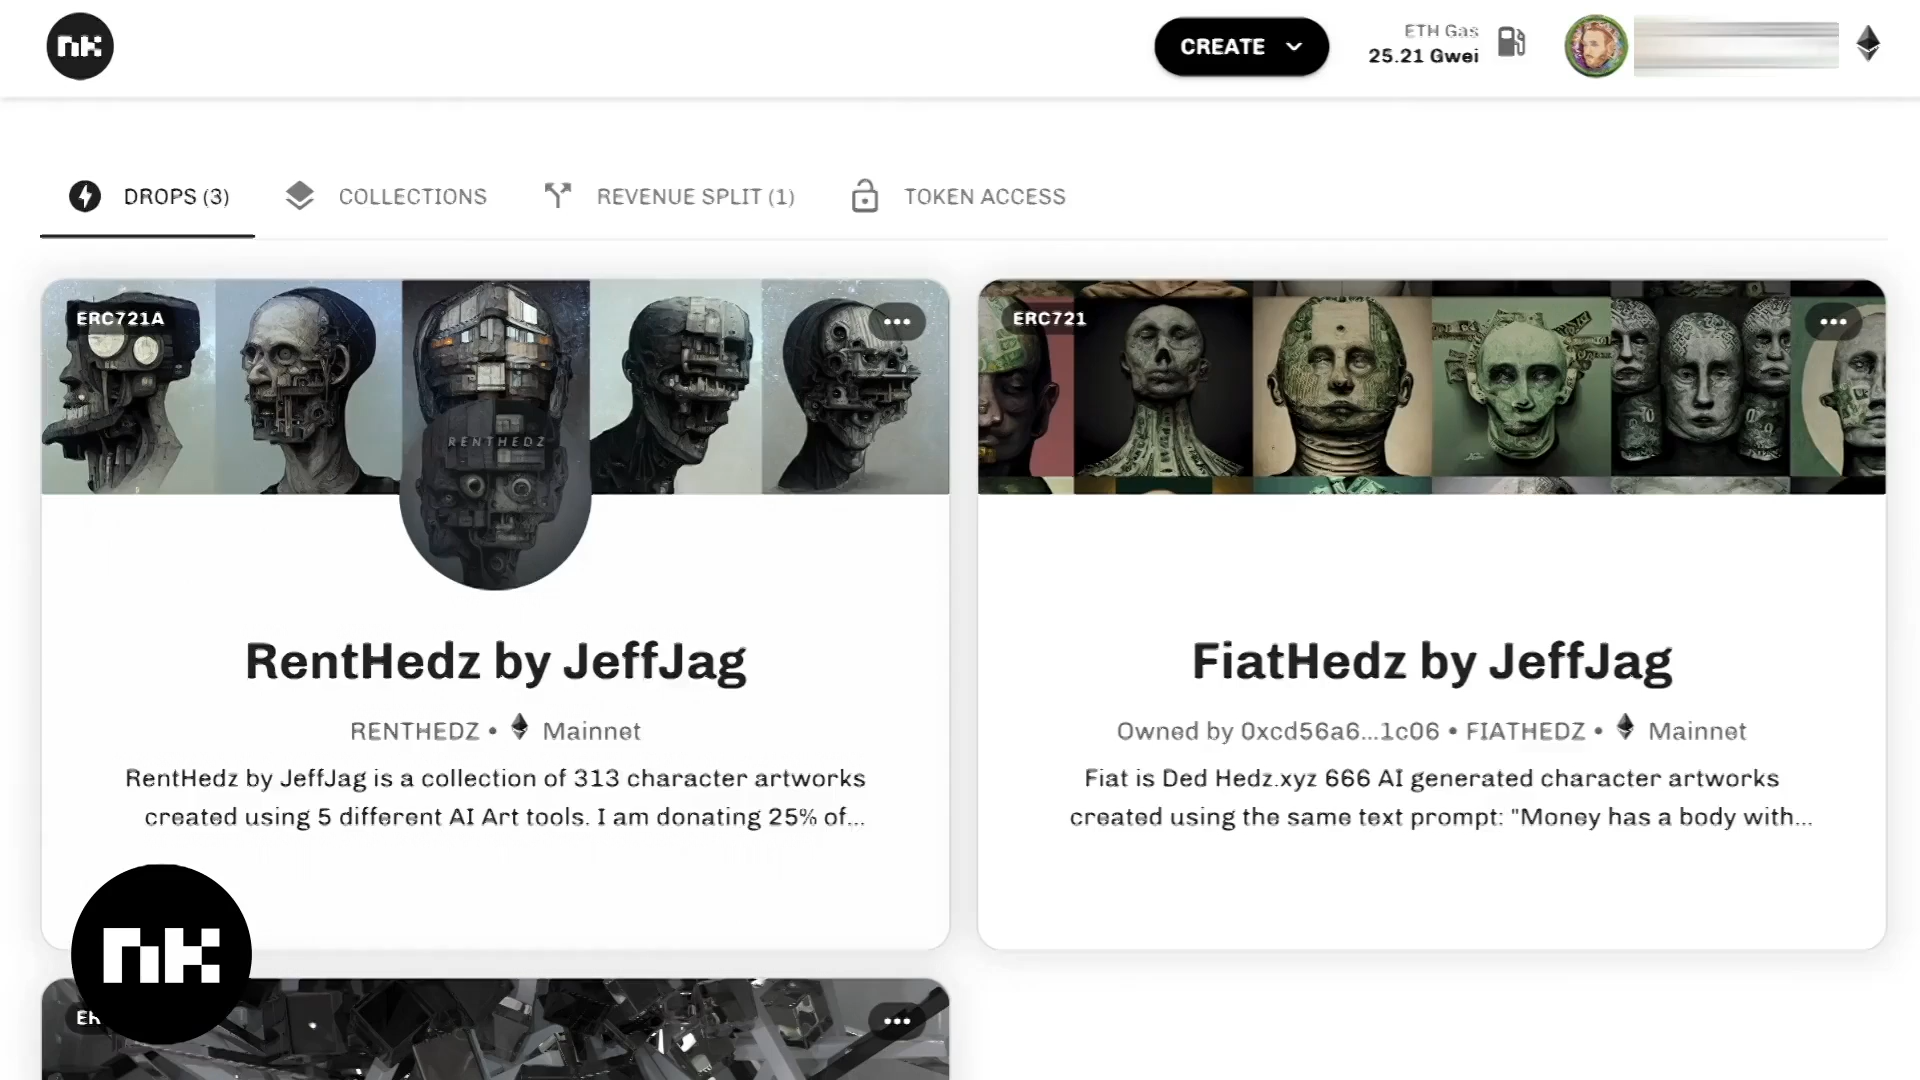 nk
CREATE
ETH Gas
25.21 Gwei
DROPS (3)
COLLECTIONS
REVENUE SPLIT (1)
TOKEN ACCESS
ERC721A
RENTHEDZ
ERC721
RentHedz by JeffJag
RENTHEDZ • Mainnet
RentHedz by JeffJag is a collection of 313 character artworks
created using 5 different AI Art tools. I am donating 25% of...
FiatHedz by JeffJag
Owned by 0xcd56a6...1c06 • FIATHEDZ • Mainnet
Fiat is Ded Hedz.xyz 666 AI generated character artworks
created using the same text prompt: "Money has a body with...
nk